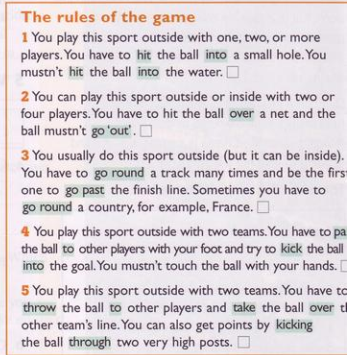 The rules of the game
1 You play this sport outside with one, two, or more
players. You have to hit the ball into a small hole. You
mustn't hit the ball into the water. □
2 You can play this sport outside or inside with two or
four players. You have to hit the ball over a net and the
ball mustn't go 'out'. □
3 You usually do this sport outside (but it can be inside).
You have to go round a track many times and be the first
one to go past the finish line. Sometimes you have to
go round a country, for example, France. □
4 You play this sport outside with two teams. You have to
the ball to other players with your foot and try to kick the ball
into the goal. You mustn't touch the ball with your hands. □
5 You play this sport outside with two teams. You have to
throw the ball to other players and take the ball over
other team's line. You can also get points by kicking
the ball through two very high posts. □